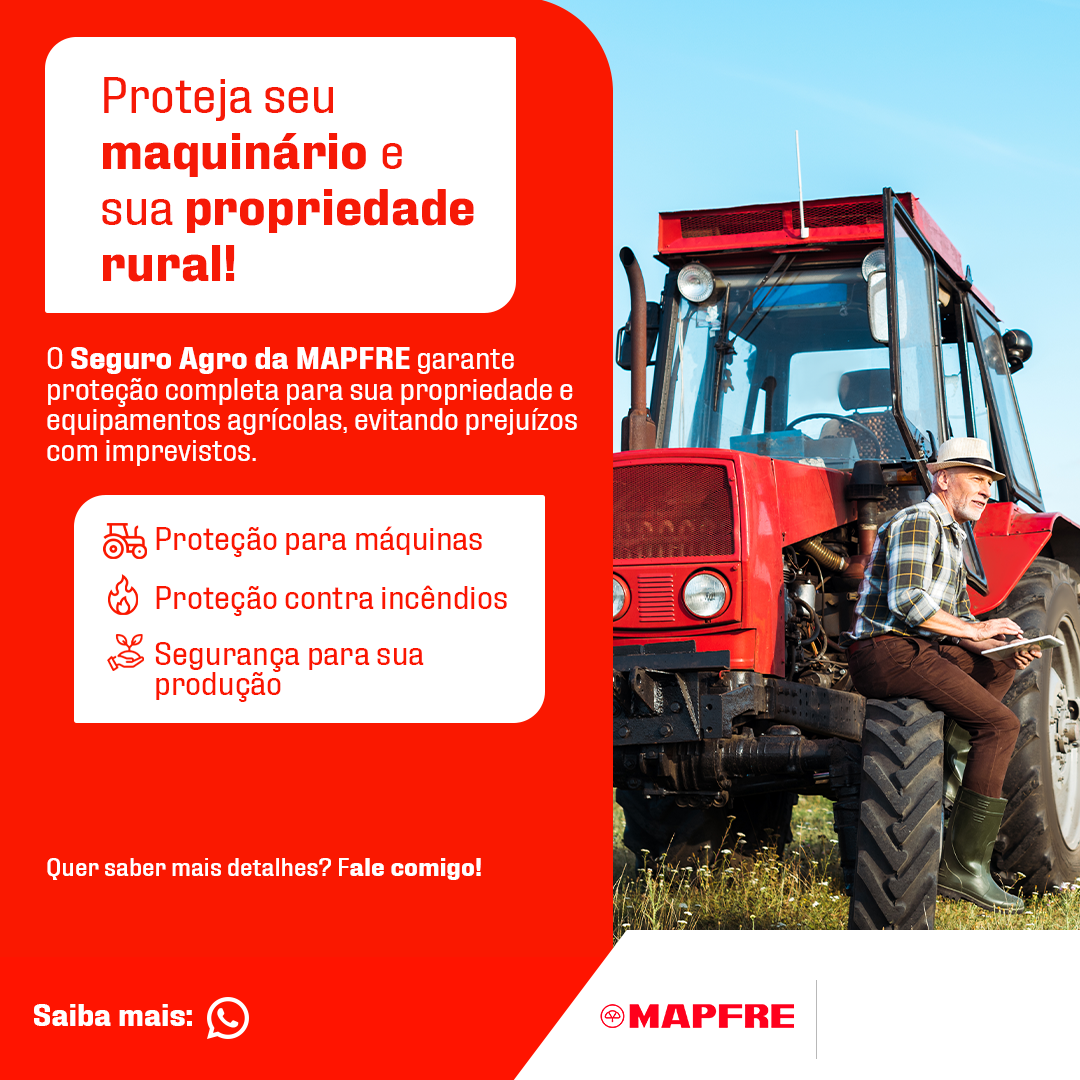 Proteja seu
maquinário e
sua propriedade
rural!
O Seguro Agro da MAPFRE garante
proteção completa para sua propriedade e
equipamentos agrícolas, evitando prejuízos
com imprevistos.
Proteção para máquinas
Proteção contra incêndios
Segurança para sua
produção
Quer saber mais detalhes? Fale comigo!
Saiba mais:
MAPFRE